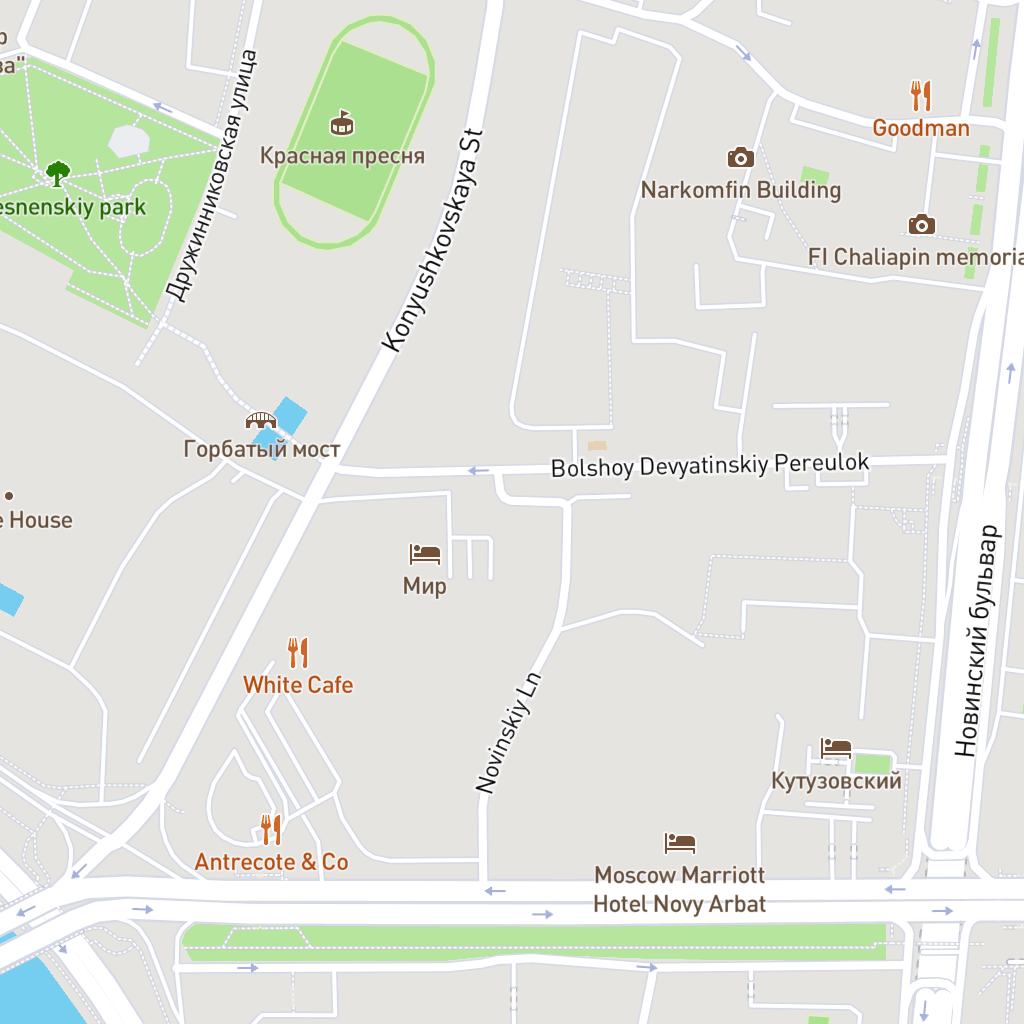 Goodman
Красная пресня
Narkomfin Building
esnenskiy park
FI Chaliapin memoria
Дружинниковская улица
Konyushkovskaya St
Горбатый мост
Bolshoy Devyatinskiy Pereulok
e House
Мир
White Cafe
Novinskiy Ln
Новинский бульвар
Кутузовский
Antrecote & Co
Moscow Marriott
Hotel Novy Arbat